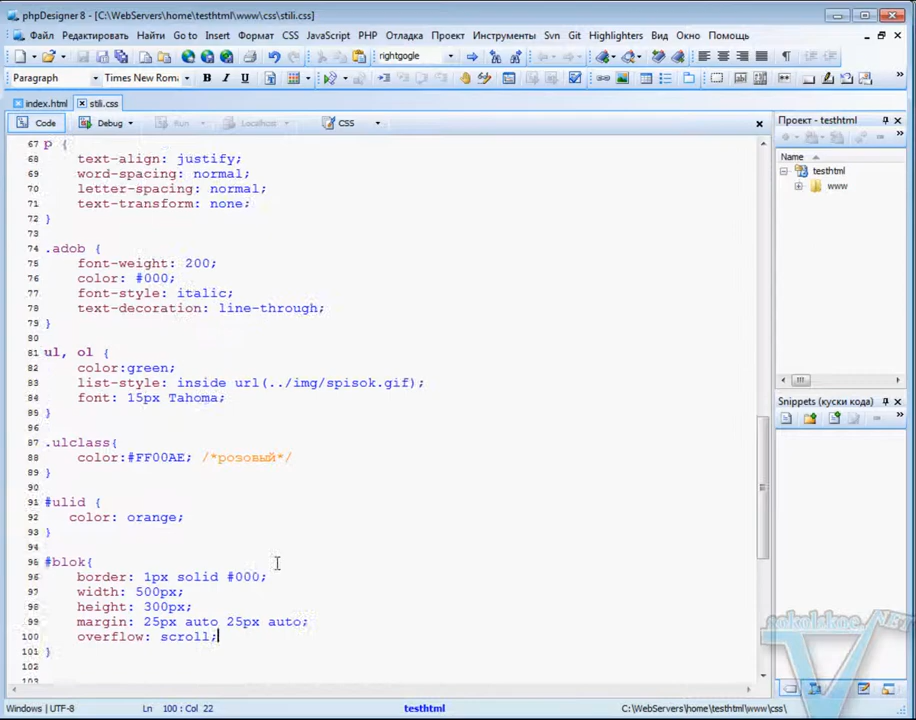 phpDesigner 8 - [C:\WebServers\home\testhtml\www\css\stili.css]
Файл Редактировать Найти Go to Insert Формат CSS JavaScript PHP Отладка Проект Инструменты Svn Git Highlighters Вид Окно Помощь
rightgogle
Paragraph Times New Roma B I U
index.html stili.css
Code Debug Run Localhost CSS
67 p {
68 text-align: justify;
69 word-spacing: normal;
70 letter-spacing: normal;
71 text-transform: none;
72 }
73
74 .adob {
75 font-weight: 200;
76 color: #000;
77 font-style: italic;
78 text-decoration: line-through;
79 }
80
81 ul, ol {
82 color:green;
83 list-style: inside url(../img/spisok.gif);
84 font: 15px Tahoma;
85 }
86
87 .ulclass{
88 color:#FF00AE; /*розовый*/
89 }
90
91 #ulid {
92 color: orange;
93 }
94
95 #blok{
96 border: 1px solid #000;
97 width: 500px;
98 height: 300px;
99 margin: 25px auto 25px auto;
100 overflow: scroll;
101 }
102
103
Проект - testhtml
Name
testhtml
www
Snippets (куски кода)
sokolskoe.NET
Windows | UTF-8 Ln 100 : Col 22 testhtml C:\WebServers\home\testhtml\www\css\